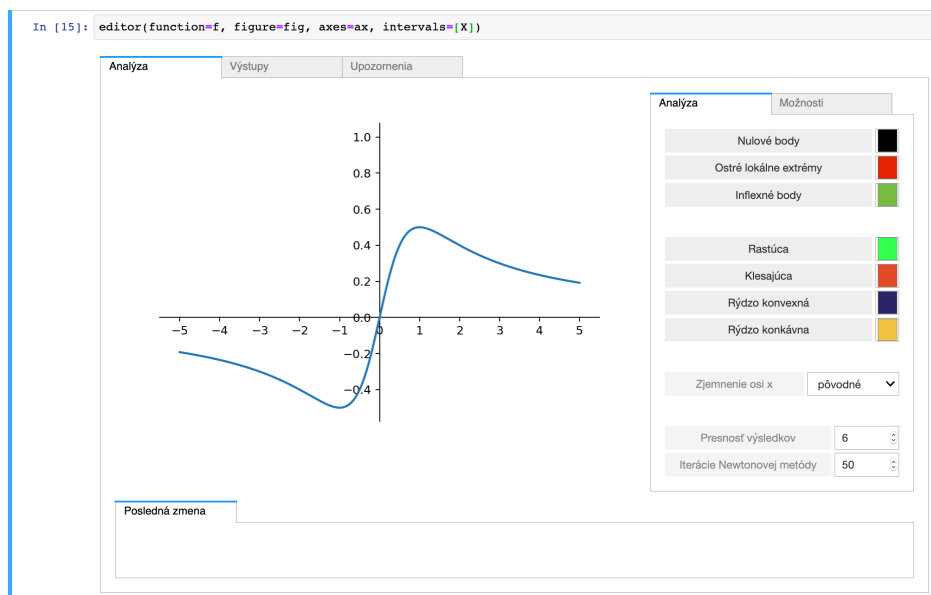 In [15]: editor(function=f, figure=fig, axes=ax, intervals=[X])
Analýza Výstupy Upozornenia
Analýza Možnosti
Nulové body
Ostré lokálne extrémy
Inflexné body
Rastúca
Klesajúca
Rýdzo konvexná
Rýdzo konkávna
Zjemnenie osi x pôvodné
Presnosť výsledkov 6
Iterácie Newtonovej metódy 50
1.0
0.8
0.6
0.4
0.2
0.0
−5 −4 −3 −2 −1 0 1 2 3 4 5
−0.2
−0.4
Posledná zmena